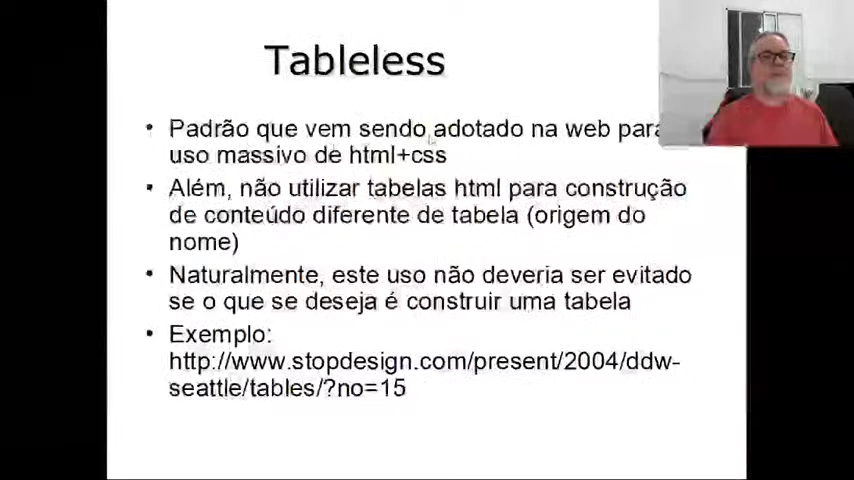 Tableless
• Padrão que vem sendo adotado na web para
uso massivo de html+css
• Além, não utilizar tabelas html para construção
de conteúdo diferente de tabela (origem do
nome)
• Naturalmente, este uso não deveria ser evitado
se o que se deseja é construir uma tabela
• Exemplo:
http://www.stopdesign.com/present/2004/ddw-
seattle/tables/?no=15